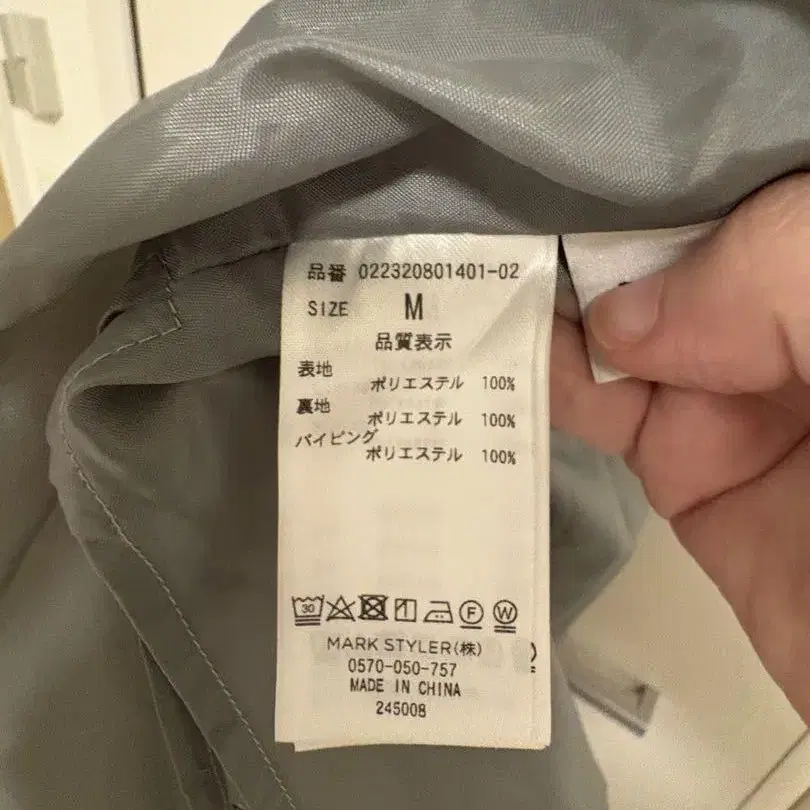 品番 022320801401-02
SIZE M
品質表示
表地
ポリエステル 100%
裏地
ポリエステル 100%
パイピング
ポリエステル 100%
30 F W
MARK STYLER(株)
0570-050-757
MADE IN CHINA
245008